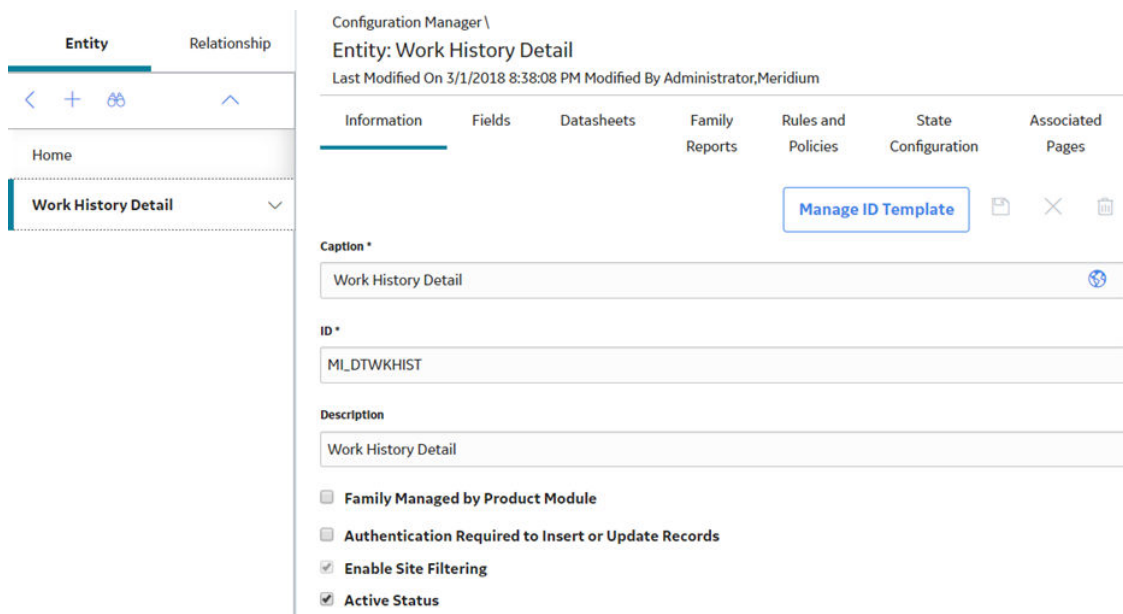 Entity Relationship
Home
Work History Detail
Configuration Manager\
Entity: Work History Detail
Last Modified On 3/1/2018 8:38:08 PM Modified By Administrator,Meridium
Information Fields Datasheets Family Reports Rules and Policies State Configuration Associated Pages
Manage ID Template
Caption *
Work History Detail
ID *
MI_DTWKHIST
Description
Work History Detail
Family Managed by Product Module
Authentication Required to Insert or Update Records
Enable Site Filtering
Active Status